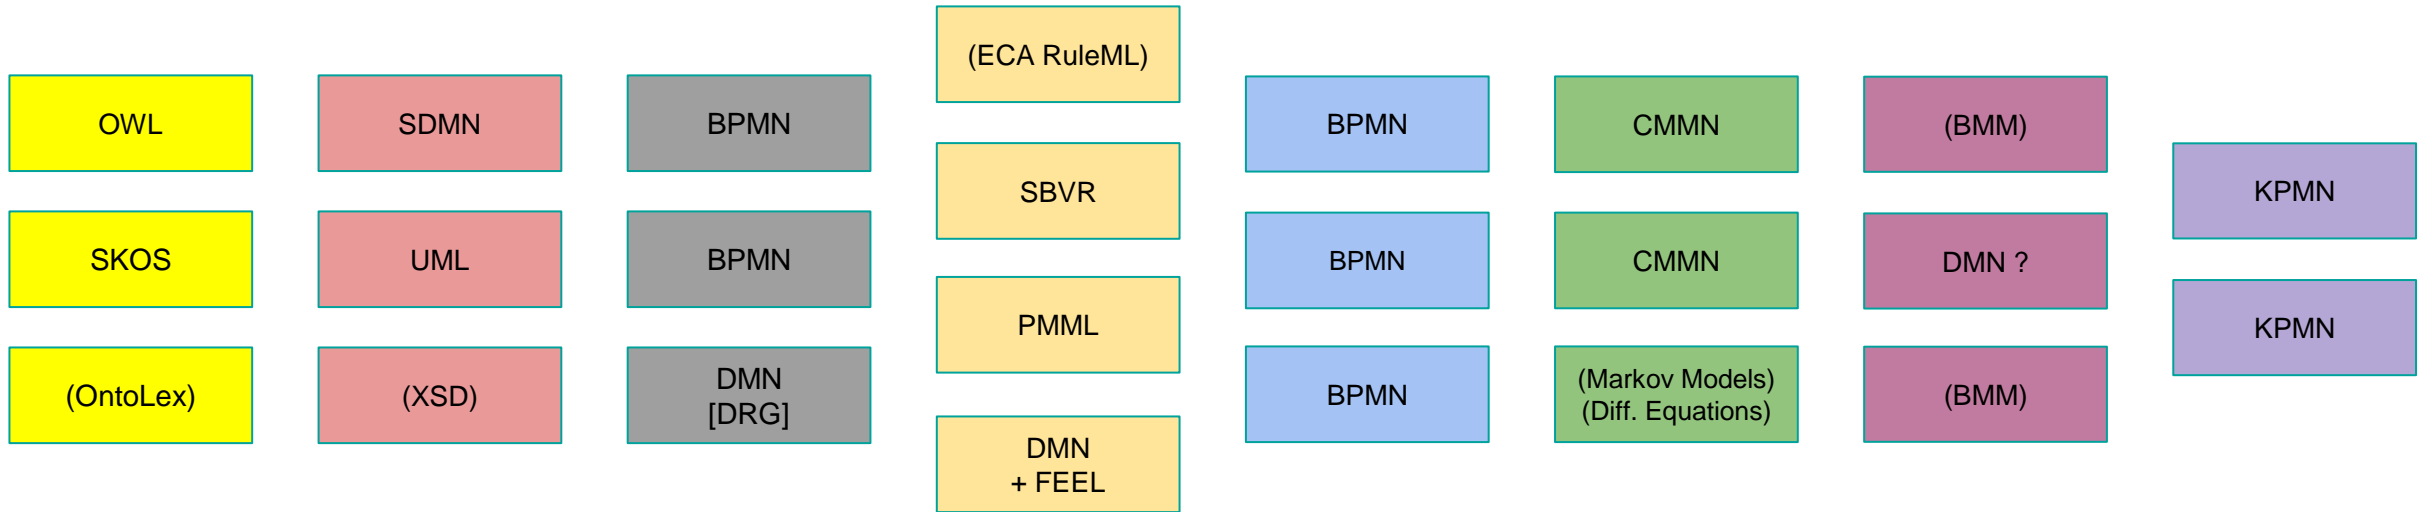 OWL
SKOS
(OntoLex)
SDMN
UML
(XSD)
BPMN
BPMN
DMN
[DRG]
(ECA RuleML)
SBVR
PMML
DMN
+ FEEL
BPMN
BPMN
BPMN
CMMN
CMMN
(Markov Models)
(Diff. Equations)
(BMM)
DMN ?
(BMM)
KPMN
KPMN